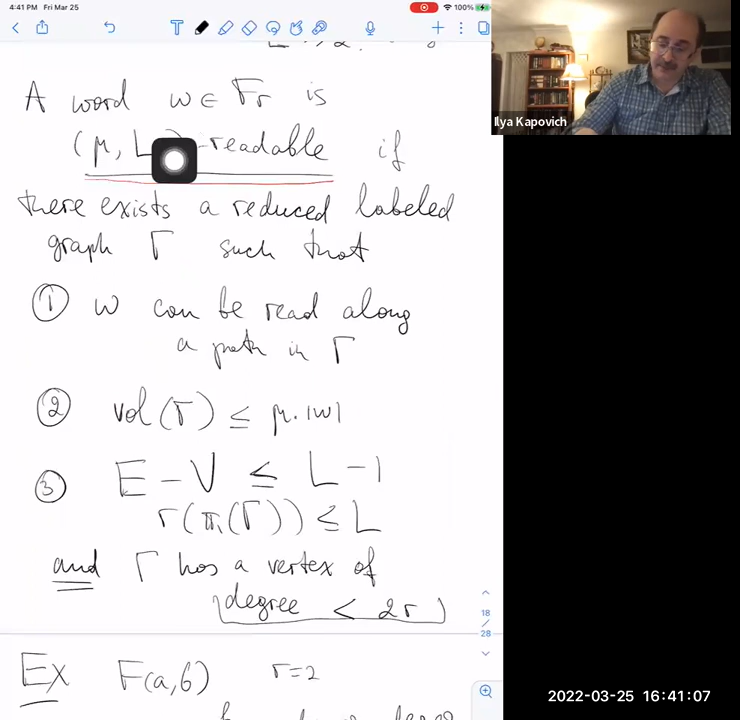 4:41 PM Fri Mar 25
100%
A word w ∈ Fr is
(μ, L)-readable if
there exists a reduced labeled
graph Γ such that
① w can be read along
a path in Γ
② vol(Γ) ≤ μ·|w|
③ E - V ≤ L - 1
r(π₁(Γ)) ≤ L
and Γ has a vertex of
(degree < 2r)
18
/
28
Ex F(a,b) r=2
Ilya Kapovich
2022-03-25 16:41:07